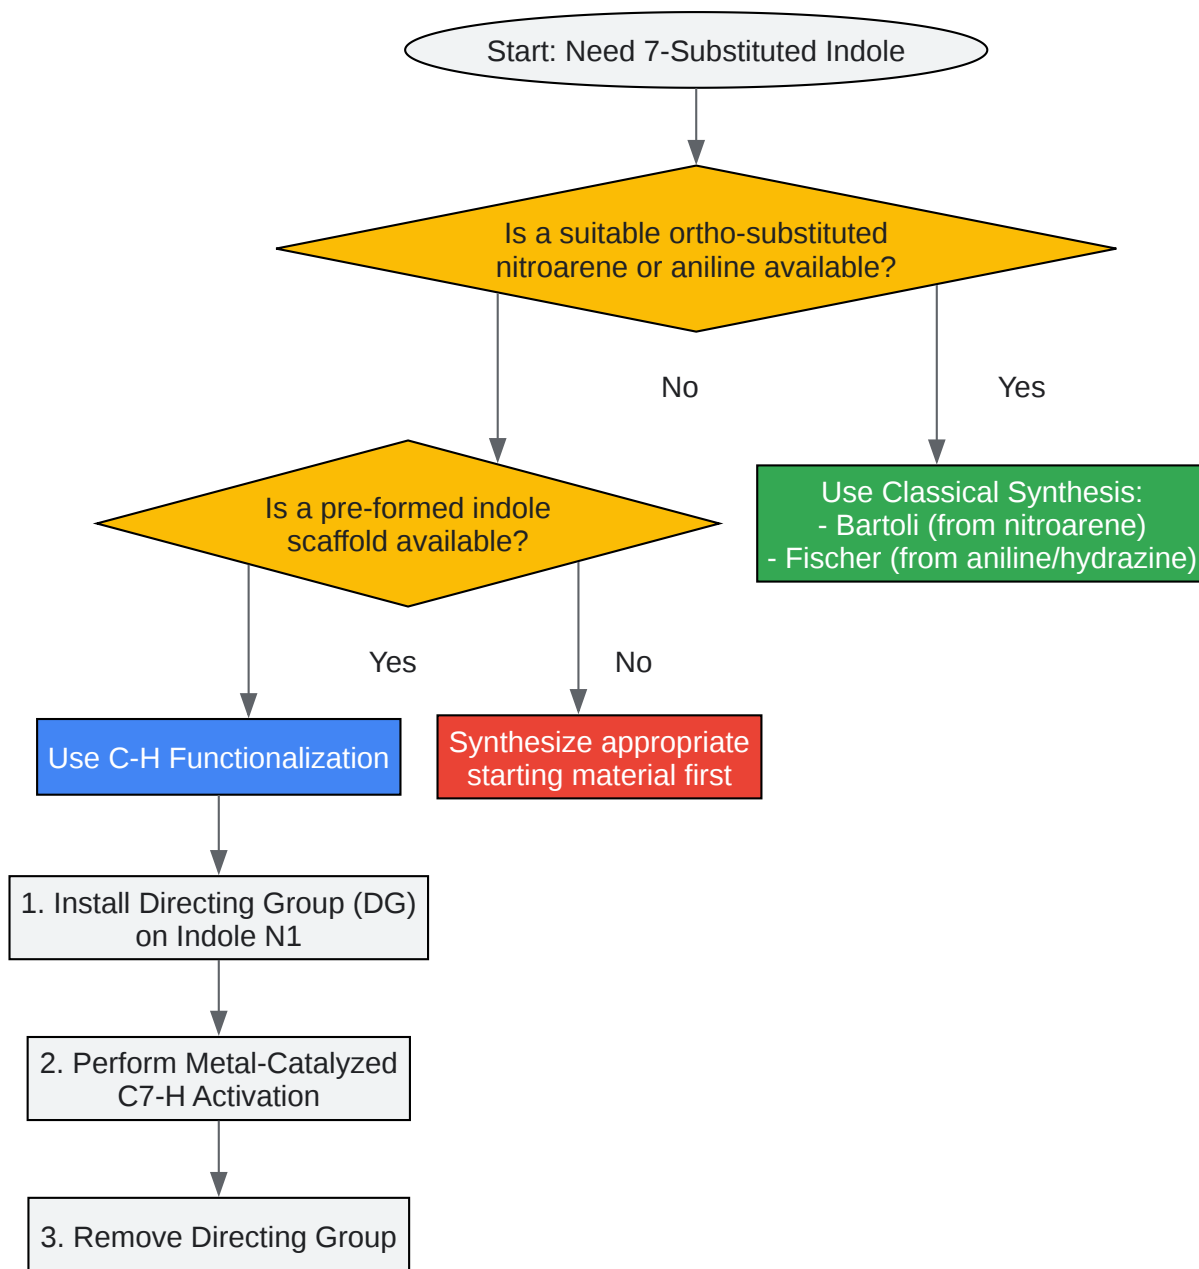 Start: Need 7-Substituted Indole
Is a suitable ortho-substituted
nitroarene or aniline available?
No
Yes
Is a pre-formed indole
scaffold available?
Use Classical Synthesis:
- Bartoli (from nitroarene)
- Fischer (from aniline/hydrazine)
Yes
No
Use C-H Functionalization
Synthesize appropriate
starting material first
1. Install Directing Group (DG)
on Indole N1
2. Perform Metal-Catalyzed
C7-H Activation
3. Remove Directing Group